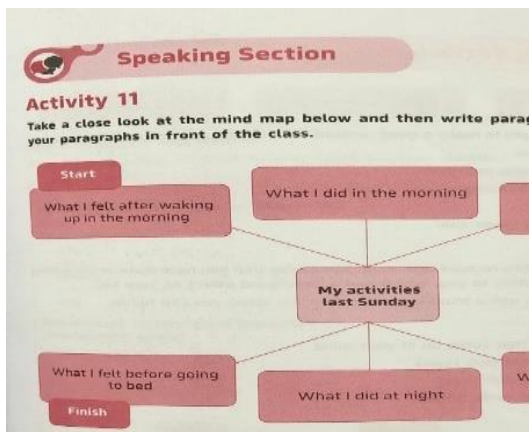 Speaking Section
Activity 11
Take a close look at the mind map below and then write
your paragraphs in front of the class.
Start
What I felt after waking
up in the morning
What I did in the morning
My activities
last Sunday
What I felt before going
to bed
Finish
What I did at night